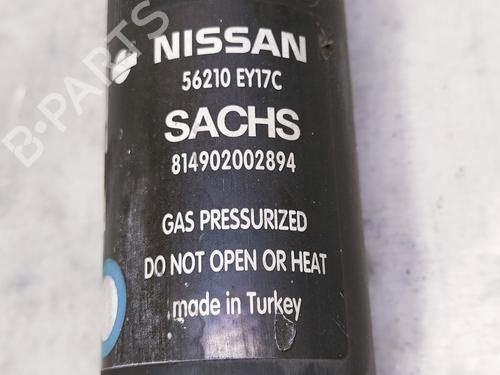 B-PARTS
NISSAN
56210 EY17C
SACHS
814902002894
GAS PRESSURIZED
DO NOT OPEN OR HEAT
made in Turkey